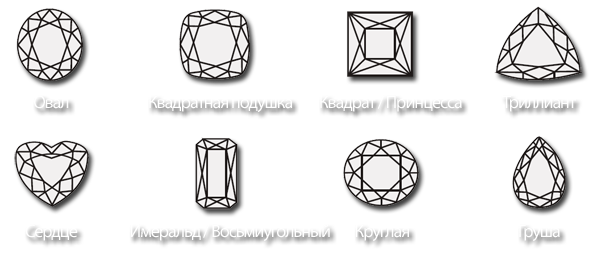 Овал
Квадратная подушка
Квадрат / Принцесса
Триллиант
Сердце
Имеральд / Восьмиугольный
Круглая
Груша